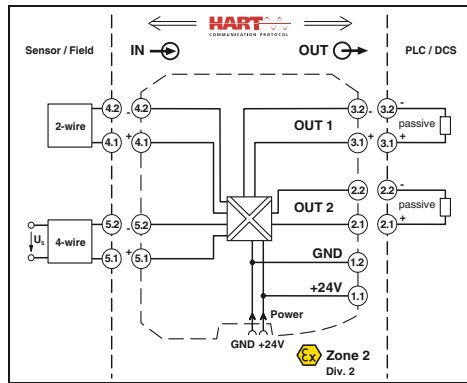 HART
COMMUNICATION PROTOCOL
Sensor / Field
IN
OUT
PLC / DCS
2-wire
4.2
4.2
-
4.1
+
4.1
OUT 1
3.2
-
3.2
-
passive
3.1
+
3.1
+
Us
4-wire
5.2
-
5.2
5.1
+
5.1
OUT 2
2.2
2.2
-
passive
2.1
2.1
+
GND
1.2
+24V
1.1
Power
GND +24V
Ex
Zone 2
Div. 2